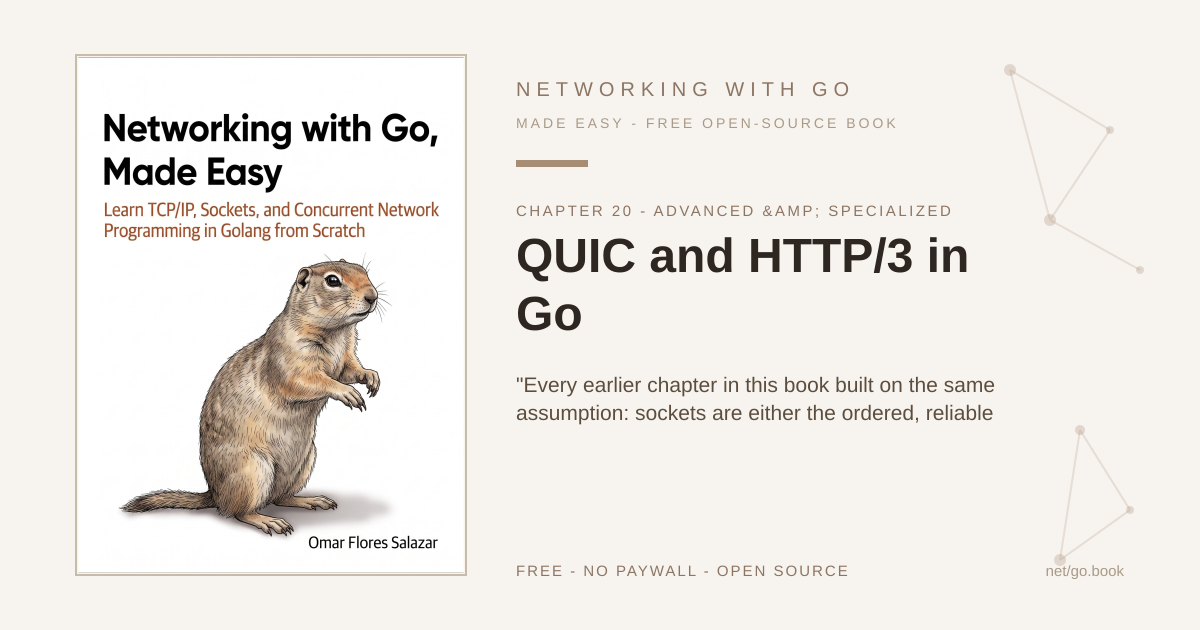 Networking with Go,
Made Easy
Learn TCP/IP, Sockets, and Concurrent Network
Programming in Golang from Scratch
Omar Flores Salazar
NETWORKING WITH GO
MADE EASY - FREE OPEN-SOURCE BOOK
CHAPTER 20 - ADVANCED &AMP; SPECIALIZED
QUIC and HTTP/3 in
Go
"Every earlier chapter in this book built on the same
assumption: sockets are either the ordered, reliable
FREE - NO PAYWALL - OPEN SOURCE
net/go.book